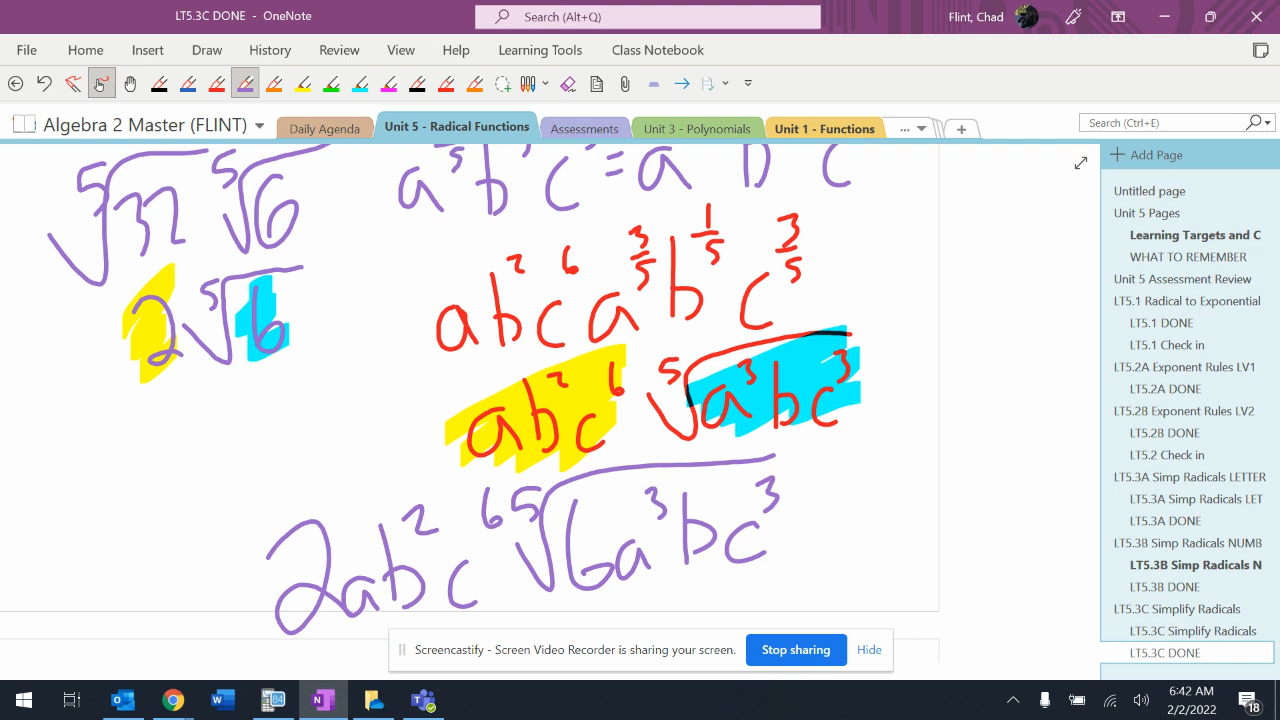 LT5.3C DONE - OneNote
Search (Alt+Q)
Flint, Chad
File Home Insert Draw History Review View Help Learning Tools Class Notebook
Algebra 2 Master (FLINT)
Daily Agenda
Unit 5 - Radical Functions
Assessments
Unit 3 - Polynomials
Unit 1 - Functions
...
Search (Ctrl+E)
Add Page
Untitled page
Unit 5 Pages
Learning Targets and C
WHAT TO REMEMBER
Unit 5 Assessment Review
LT5.1 Radical to Exponential
LT5.1 DONE
LT5.1 Check in
LT5.2A Exponent Rules LV1
LT5.2A DONE
LT5.2B Exponent Rules LV2
LT5.2B DONE
LT5.2 Check in
LT5.3A Simp Radicals LETTER
LT5.3A Simp Radicals LET
LT5.3A DONE
LT5.3B Simp Radicals NUMB
LT5.3B Simp Radicals N
LT5.3B DONE
LT5.3C Simplify Radicals
LT5.3C Simplify Radicals
LT5.3C DONE
⁵√32 ⁵√6
2 ⁵√6
ab²c⁶a^(3/5)b^(1/5)c^(3/5)
ab²c⁶ ⁵√a³bc³
2ab²c⁶ ⁵√6a³bc³
Screencastify - Screen Video Recorder is sharing your screen.
Stop sharing
Hide
6:42 AM
2/2/2022
18